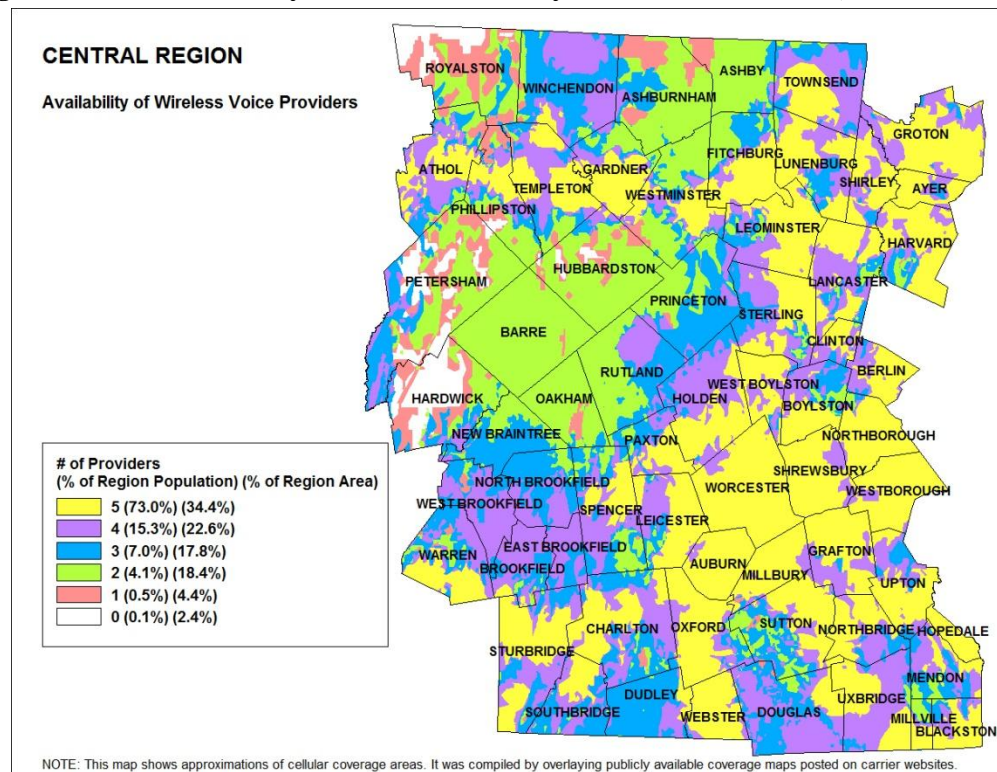 CENTRAL REGION
Availability of Wireless Voice Providers
ROYALSTON
WINCHENDON
ASHBURNHAM
ASHBY
TOWNSEND
GROTON
FITCHBURG
LUNENBURG
SHIRLEY
AYER
ATHOL
GARDNER
TEMPLETON
WESTMINSTER
PHILLIPSTON
LEOMINSTER
HARVARD
HUBBARDSTON
PETERSHAM
LANCASTER
PRINCETON
STERLING
BARRE
CLINTON
RUTLAND
BERLIN
WEST BOYLSTON
HARDWICK
OAKHAM
HOLDEN
BOYLSTON
NEW BRAINTREE
PAXTON
NORTHBOROUGH
SHREWSBURY
NORTH BROOKFIELD
WORCESTER
WESTBOROUGH
WEST BROOKFIELD
SPENCER
LEICESTER
EAST BROOKFIELD
WARREN
BROOKFIELD
AUBURN
GRAFTON
MILLBURY
UPTON
CHARLTON
OXFORD
SUTTON
NORTHBRIDGE
HOPEDALE
STURBRIDGE
MENDON
DUDLEY
UXBRIDGE
SOUTHBRIDGE
WEBSTER
DOUGLAS
MILLVILLE
BLACKSTON
# of Providers
(% of Region Population) (% of Region Area)
5 (73.0%) (34.4%)
4 (15.3%) (22.6%)
3 (7.0%) (17.8%)
2 (4.1%) (18.4%)
1 (0.5%) (4.4%)
0 (0.1%) (2.4%)
NOTE: This map shows approximations of cellular coverage areas. It was compiled by overlaying publicly available coverage maps posted on carrier websites.